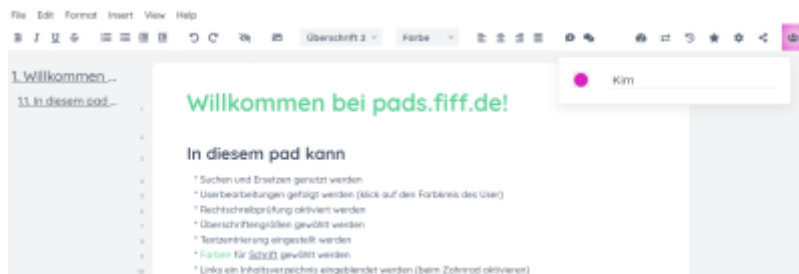 File Edit Format Insert View Help
B I U S Überschrift 2 Farbe
Kim
1. Willkommen ...
1.1. In diesem pad ...
Willkommen bei pads.fiff.de!
In diesem pad kann
* Suchen und Ersetzen genutzt werden
* Userbearbeitungen gefolgt werden (klick auf den Farbkreis des User)
* Rechtschreibprüfung aktiviert werden
* Überschriftengrößen gewählt werden
* Textzentrierung eingestellt werden
* Farben für Schrift gewählt werden
* Links ein Inhaltsverzeichnis eingeblendet werden (beim Zahnrad aktivieren)